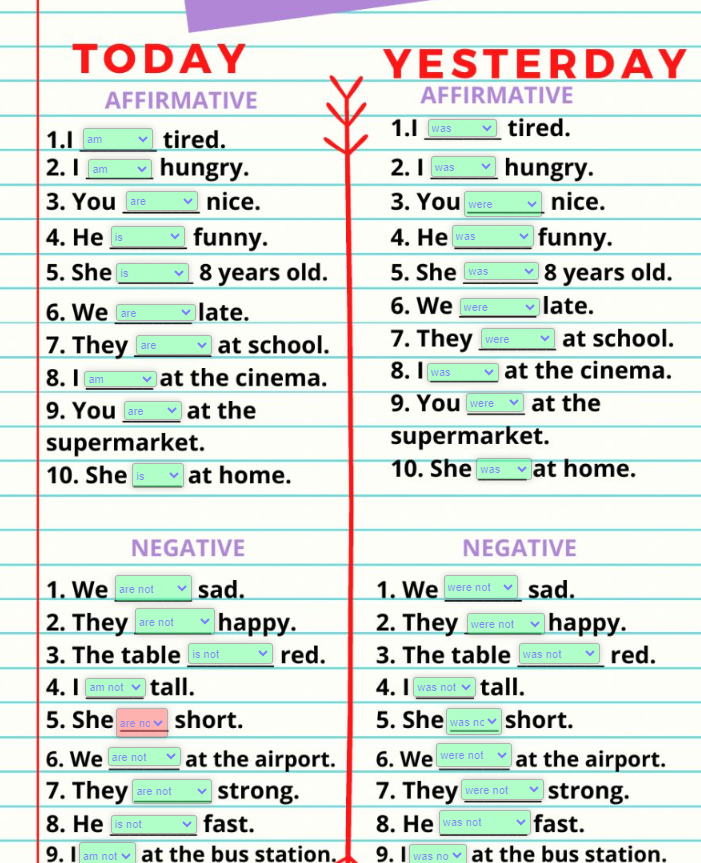 TODAY
AFFIRMATIVE
1.I am tired.
2. I am hungry.
3. You are nice.
4. He is funny.
5. She is 8 years old.
6. We are late.
7. They are at school.
8. I am at the cinema.
9. You are at the
supermarket.
10. She is at home.
NEGATIVE
1. We are not sad.
2. They are not happy.
3. The table is not red.
4. I am not tall.
5. She are no short.
6. We are not at the airport.
7. They are not strong.
8. He is not fast.
9. I am not at the bus station.
YESTERDAY
AFFIRMATIVE
1.I was tired.
2. I was hungry.
3. You were nice.
4. He was funny.
5. She was 8 years old.
6. We were late.
7. They were at school.
8. I was at the cinema.
9. You were at the
supermarket.
10. She was at home.
NEGATIVE
1. We were not sad.
2. They were not happy.
3. The table was not red.
4. I was not tall.
5. She was no short.
6. We were not at the airport.
7. They were not strong.
8. He was not fast.
9. I was no at the bus station.